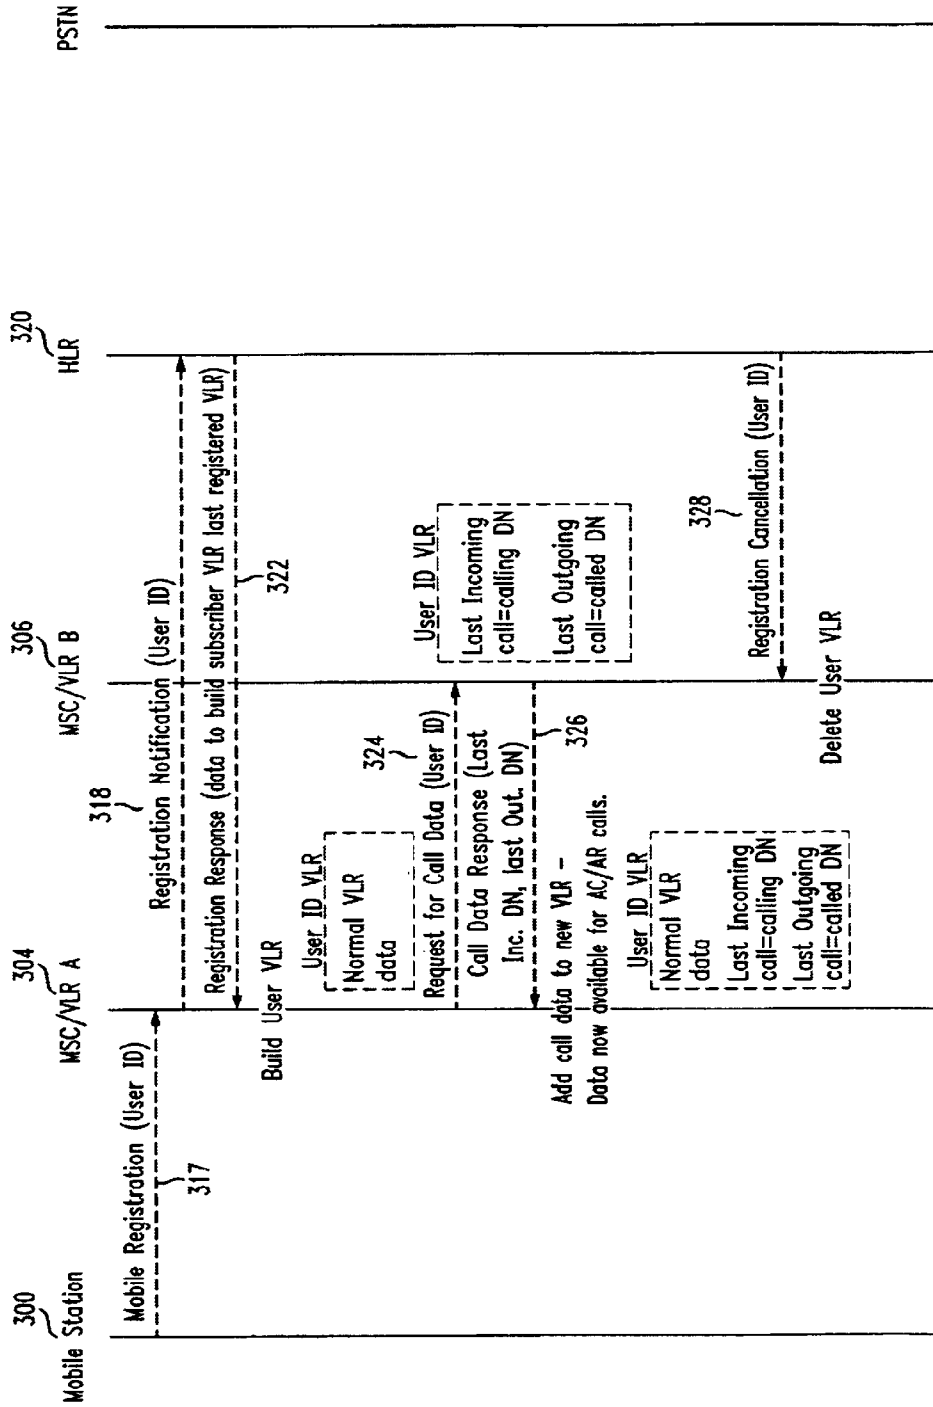 300
Mobile Station
304
MSC/VLR A
306
MSC/VLR B
320
HLR
PSTN
Mobile Registration (User ID)
317
318
Registration Notification (User ID)
Registration Response (data to build subscriber VLR last registered VLR)
322
Build User VLR
User ID VLR
Normal VLR
data
324
Request for Call Data (User ID)
User ID VLR
Last Incoming
call=calling DN
Last Outgoing
call=called DN
Call Data Response (Last
Inc. DN, last Out. DN)
326
Add call data to new VLR –
Data now available for AC/AR calls.
User ID VLR
Normal VLR
data
Last Incoming
call=calling DN
Last Outgoing
call=called DN
328
Registration Cancellation (User ID)
Delete User VLR